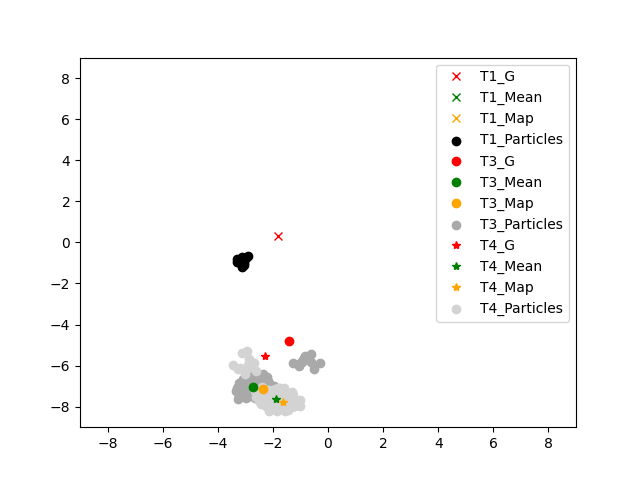 8
6
4
2
0
−2
−4
−6
−8
−8 −6 −4 −2 0 2 4 6 8
T1_G
T1_Mean
T1_Map
T1_Particles
T3_G
T3_Mean
T3_Map
T3_Particles
T4_G
T4_Mean
T4_Map
T4_Particles